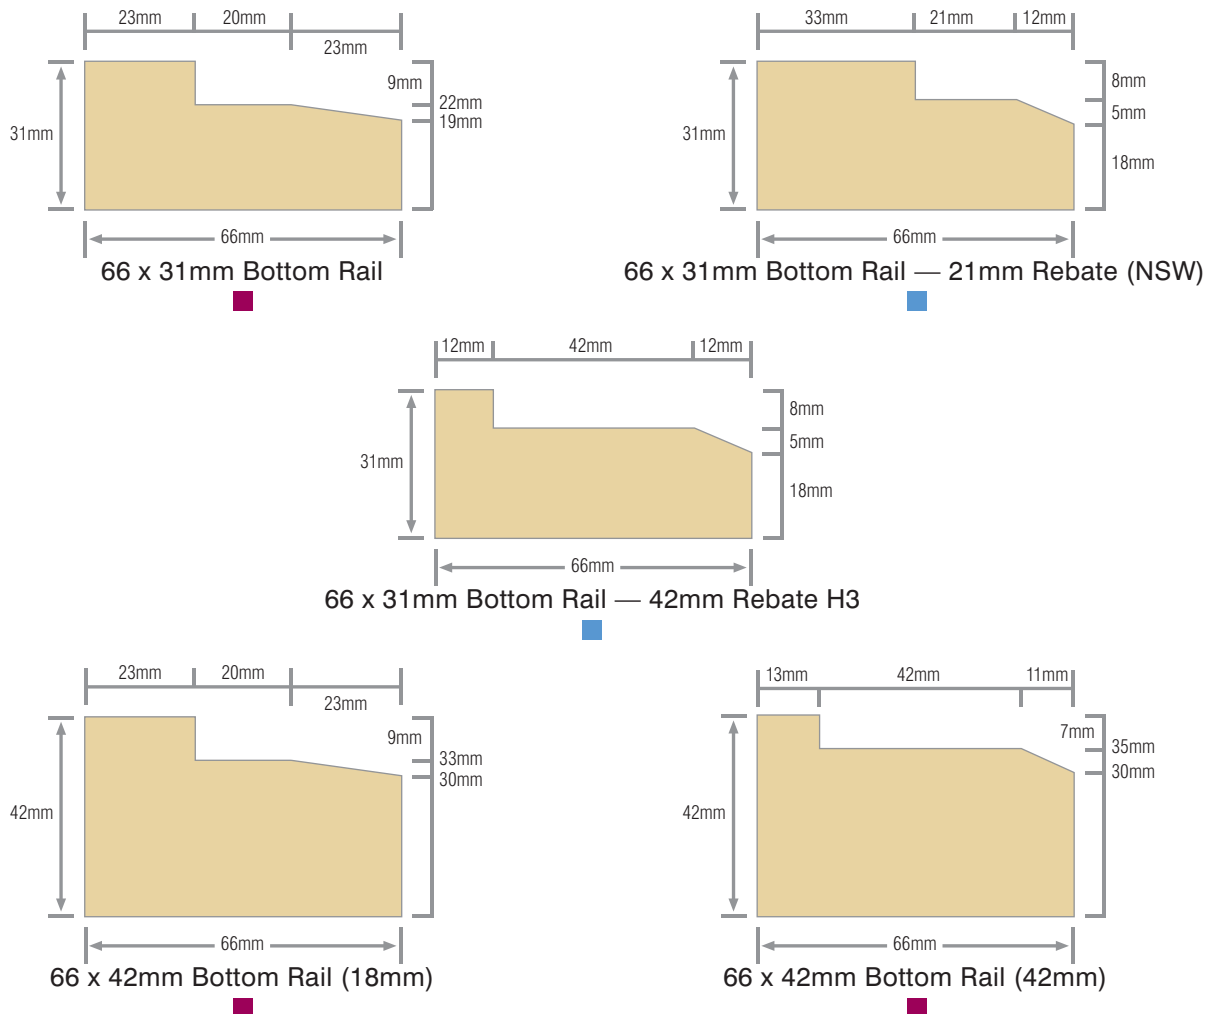 23mm 20mm
23mm
9mm
22mm
19mm
31mm
66mm
66 x 31mm Bottom Rail
33mm 21mm 12mm
8mm
5mm
31mm
18mm
66mm
66 x 31mm Bottom Rail — 21mm Rebate (NSW)
12mm 42mm 12mm
8mm
5mm
31mm
18mm
66mm
66 x 31mm Bottom Rail — 42mm Rebate H3
23mm 20mm
23mm
9mm
33mm
30mm
42mm
66mm
66 x 42mm Bottom Rail (18mm)
13mm 42mm 11mm
7mm
35mm
30mm
42mm
66mm
66 x 42mm Bottom Rail (42mm)